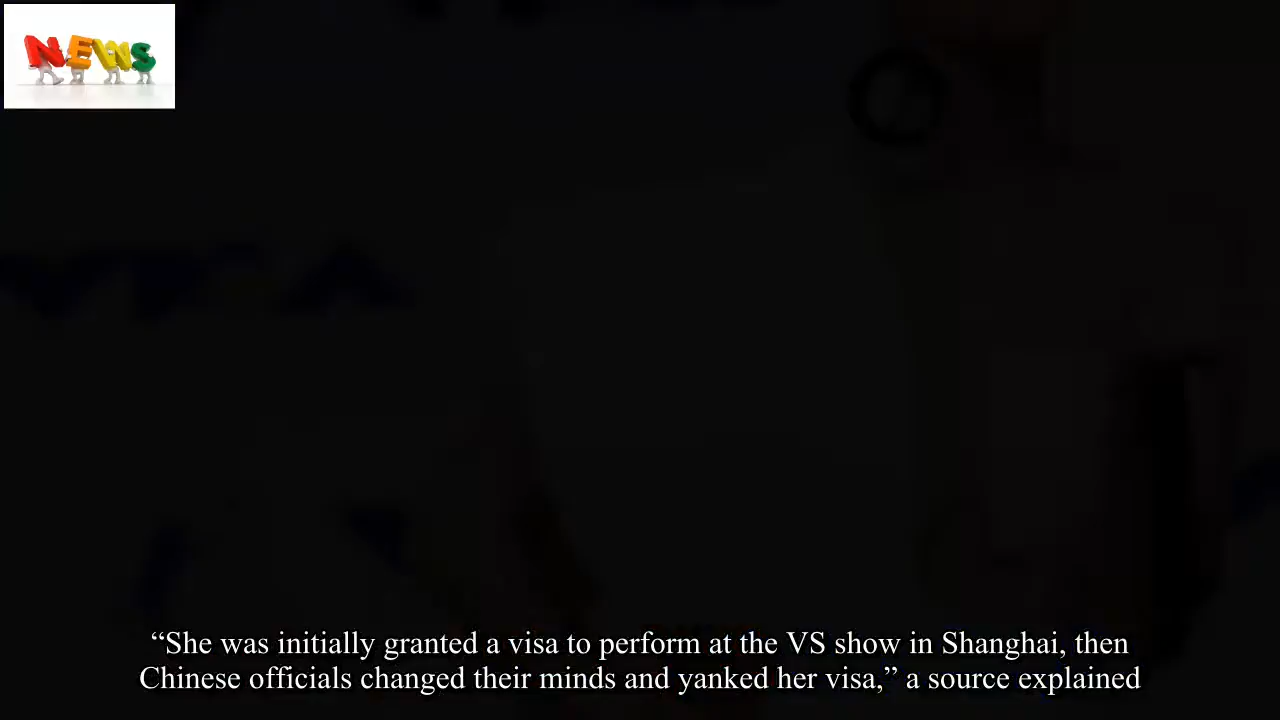 NEWS
“She was initially granted a visa to perform at the VS show in Shanghai, then
Chinese officials changed their minds and yanked her visa,” a source explained